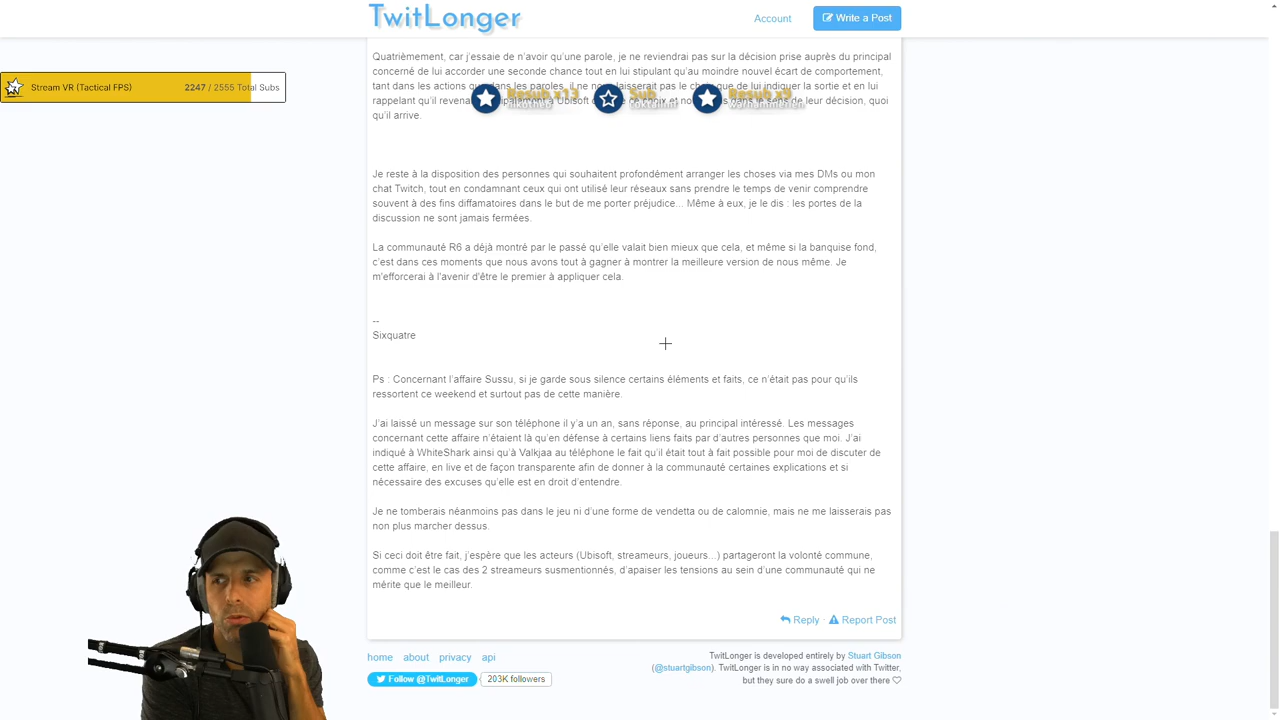 TwitLonger
Account
Write a Post
Quatrièmement, car j'essaie de n'avoir qu'une parole, je ne reviendrai pas sur la décision prise auprès du principal
concerné de lui accorder une seconde chance tout en lui stipulant qu'au moindre nouvel écart de comportement,
tant dans les actions que dans les paroles, il ne nous laisserait pas le choix que de lui indiquer la sortie et en lui
rappelant qu'il revenait à Ubisoft et nous dans le sens de leur décision, quoi
qu'il arrive.
Stream VR (Tactical FPS)
2247 / 2555 Total Subs
Resub x13
Sub
Resub x9
Je reste à la disposition des personnes qui souhaitent profondément arranger les choses via mes DMs ou mon
chat Twitch, tout en condamnant ceux qui ont utilisé leur réseaux sans prendre le temps de venir comprendre
souvent à des fins diffamatoires dans le but de me porter préjudice... Même à eux, je le dis : les portes de la
discussion ne sont jamais fermées.
La communauté R6 a déjà montré par le passé qu'elle valait bien mieux que cela, et même si la banquise fond,
c'est dans ces moments que nous avons tout à gagner à montrer la meilleure version de nous même. Je
m'efforcerai à l'avenir d'être le premier à appliquer cela.
--
Sixquatre
Ps : Concernant l'affaire Sussu, si je garde sous silence certains éléments et faits, ce n'était pas pour qu'ils
ressortent ce weekend et surtout pas de cette manière.
J'ai laissé un message sur son téléphone il y'a un an, sans réponse, au principal intéressé. Les messages
concernant cette affaire n'étaient là qu'en défense à certains liens faits par d'autres personnes que moi. J'ai
indiqué à WhiteShark ainsi qu'à Valkjaa au téléphone le fait qu'il était tout à fait possible pour moi de discuter de
cette affaire, en live et de façon transparente afin de donner à la communauté certaines explications et si
nécessaire des excuses qu'elle est en droit d'entendre.
Je ne tomberais néanmoins pas dans le jeu ni d'une forme de vendetta ou de calomnie, mais ne me laisserais pas
non plus marcher dessus.
Si ceci doit être fait, j'espère que les acteurs (Ubisoft, streameurs, joueurs...) partageront la volonté commune,
comme c'est le cas des 2 streameurs susmentionnés, d'apaiser les tensions au sein d'une communauté qui ne
mérite que le meilleur.
Reply · Report Post
home about privacy api
Follow @TwitLonger
203K followers
TwitLonger is developed entirely by Stuart Gibson
(@stuartgibson). TwitLonger is in no way associated with Twitter,
but they sure do a swell job over there